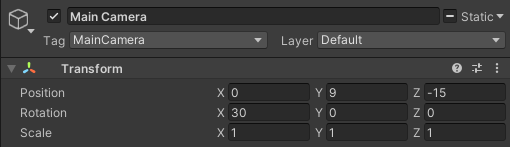 Main Camera Static
Tag MainCamera Layer Default
Transform
Position X 0 Y 9 Z -15
Rotation X 30 Y 0 Z 0
Scale X 1 Y 1 Z 1